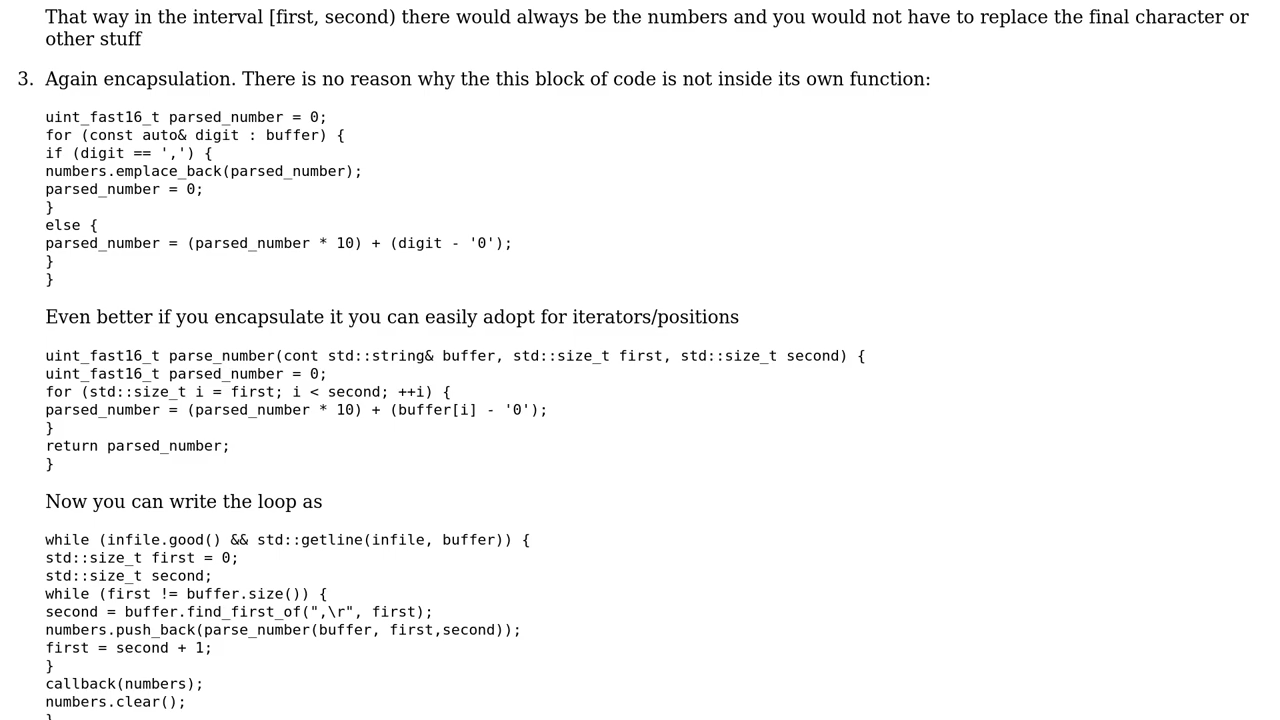 That way in the interval [first, second) there would always be the numbers and you would not have to replace the final character or
other stuff
3. Again encapsulation. There is no reason why the this block of code is not inside its own function:
uint_fast16_t parsed_number = 0;
for (const auto& digit : buffer) {
if (digit == ',') {
numbers.emplace_back(parsed_number);
parsed_number = 0;
}
else {
parsed_number = (parsed_number * 10) + (digit - '0');
}
}
Even better if you encapsulate it you can easily adopt for iterators/positions
uint_fast16_t parse_number(cont std::string& buffer, std::size_t first, std::size_t second) {
uint_fast16_t parsed_number = 0;
for (std::size_t i = first; i < second; ++i) {
parsed_number = (parsed_number * 10) + (buffer[i] - '0');
}
return parsed_number;
}
Now you can write the loop as
while (infile.good() && std::getline(infile, buffer)) {
std::size_t first = 0;
std::size_t second;
while (first != buffer.size()) {
second = buffer.find_first_of(",\r", first);
numbers.push_back(parse_number(buffer, first,second));
first = second + 1;
}
callback(numbers);
numbers.clear();
}